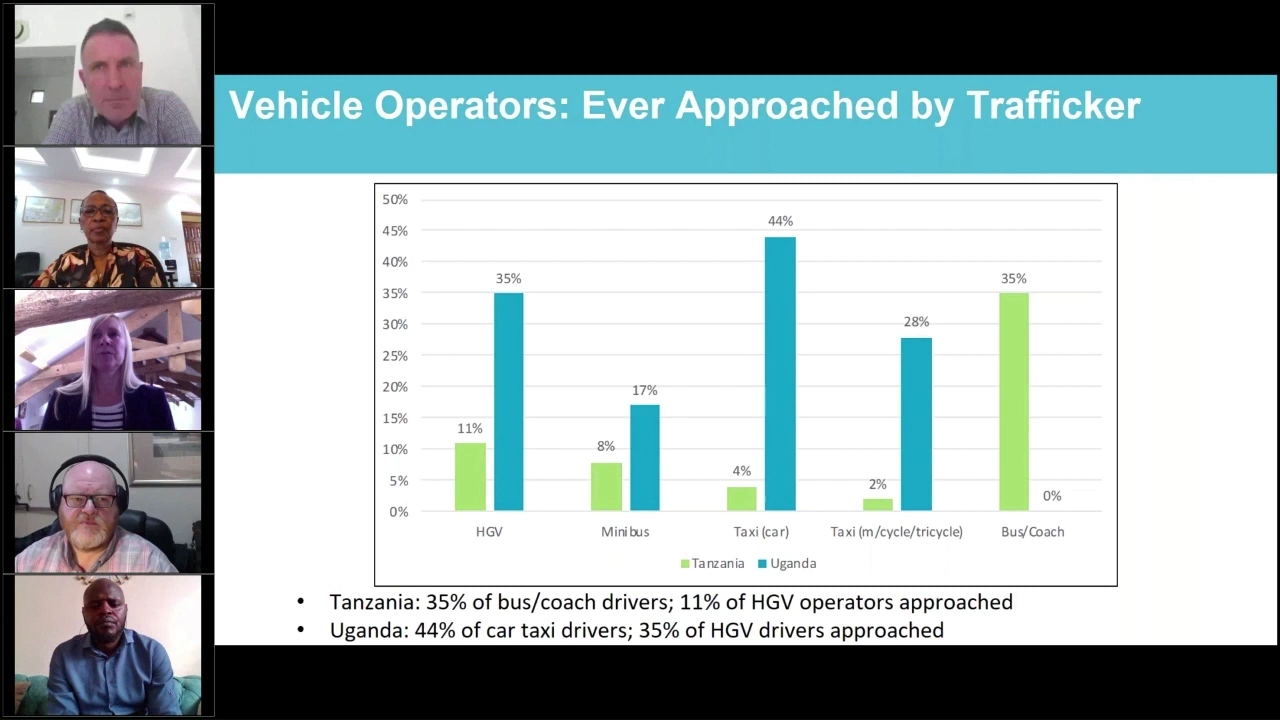 Vehicle Operators: Ever Approached by Trafficker
50%
45%
40%
35%
30%
25%
20%
15%
10%
5%
0%
11%
35%
8%
17%
4%
44%
2%
28%
35%
0%
HGV
Minibus
Taxi (car)
Taxi (m/cycle/tricycle)
Bus/Coach
Tanzania
Uganda
• Tanzania: 35% of bus/coach drivers; 11% of HGV operators approached
• Uganda: 44% of car taxi drivers; 35% of HGV drivers approached